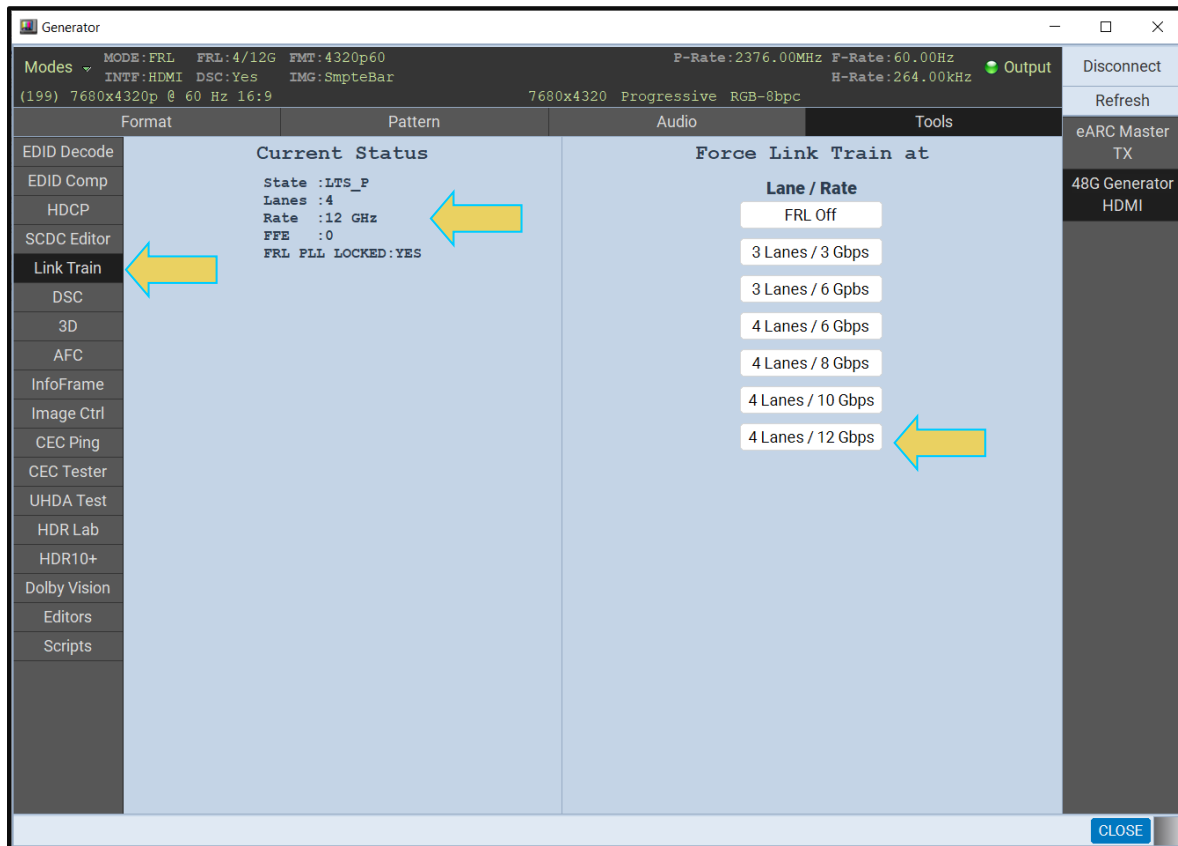 Generator
Modes
MODE:FRL FRL:4/12G FMT:4320p60
INTF:HDMI DSC:Yes IMG:SmpteBar
P-Rate:2376.00MHz F-Rate:60.00Hz
H-Rate:264.00kHz
Output
(199) 7680x4320p @ 60 Hz 16:9
7680x4320 Progressive RGB-8bpc
Disconnect
Refresh
Format
Pattern
Audio
Tools
eARC Master
TX
48G Generator
HDMI
EDID Decode
EDID Comp
HDCP
SCDC Editor
Link Train
DSC
3D
AFC
InfoFrame
Image Ctrl
CEC Ping
CEC Tester
UHDA Test
HDR Lab
HDR10+
Dolby Vision
Editors
Scripts
Current Status
State :LTS_P
Lanes :4
Rate :12 GHz
FFE :0
FRL PLL LOCKED:YES
Force Link Train at
Lane / Rate
FRL Off
3 Lanes / 3 Gbps
3 Lanes / 6 Gpbs
4 Lanes / 6 Gbps
4 Lanes / 8 Gbps
4 Lanes / 10 Gbps
4 Lanes / 12 Gbps
CLOSE